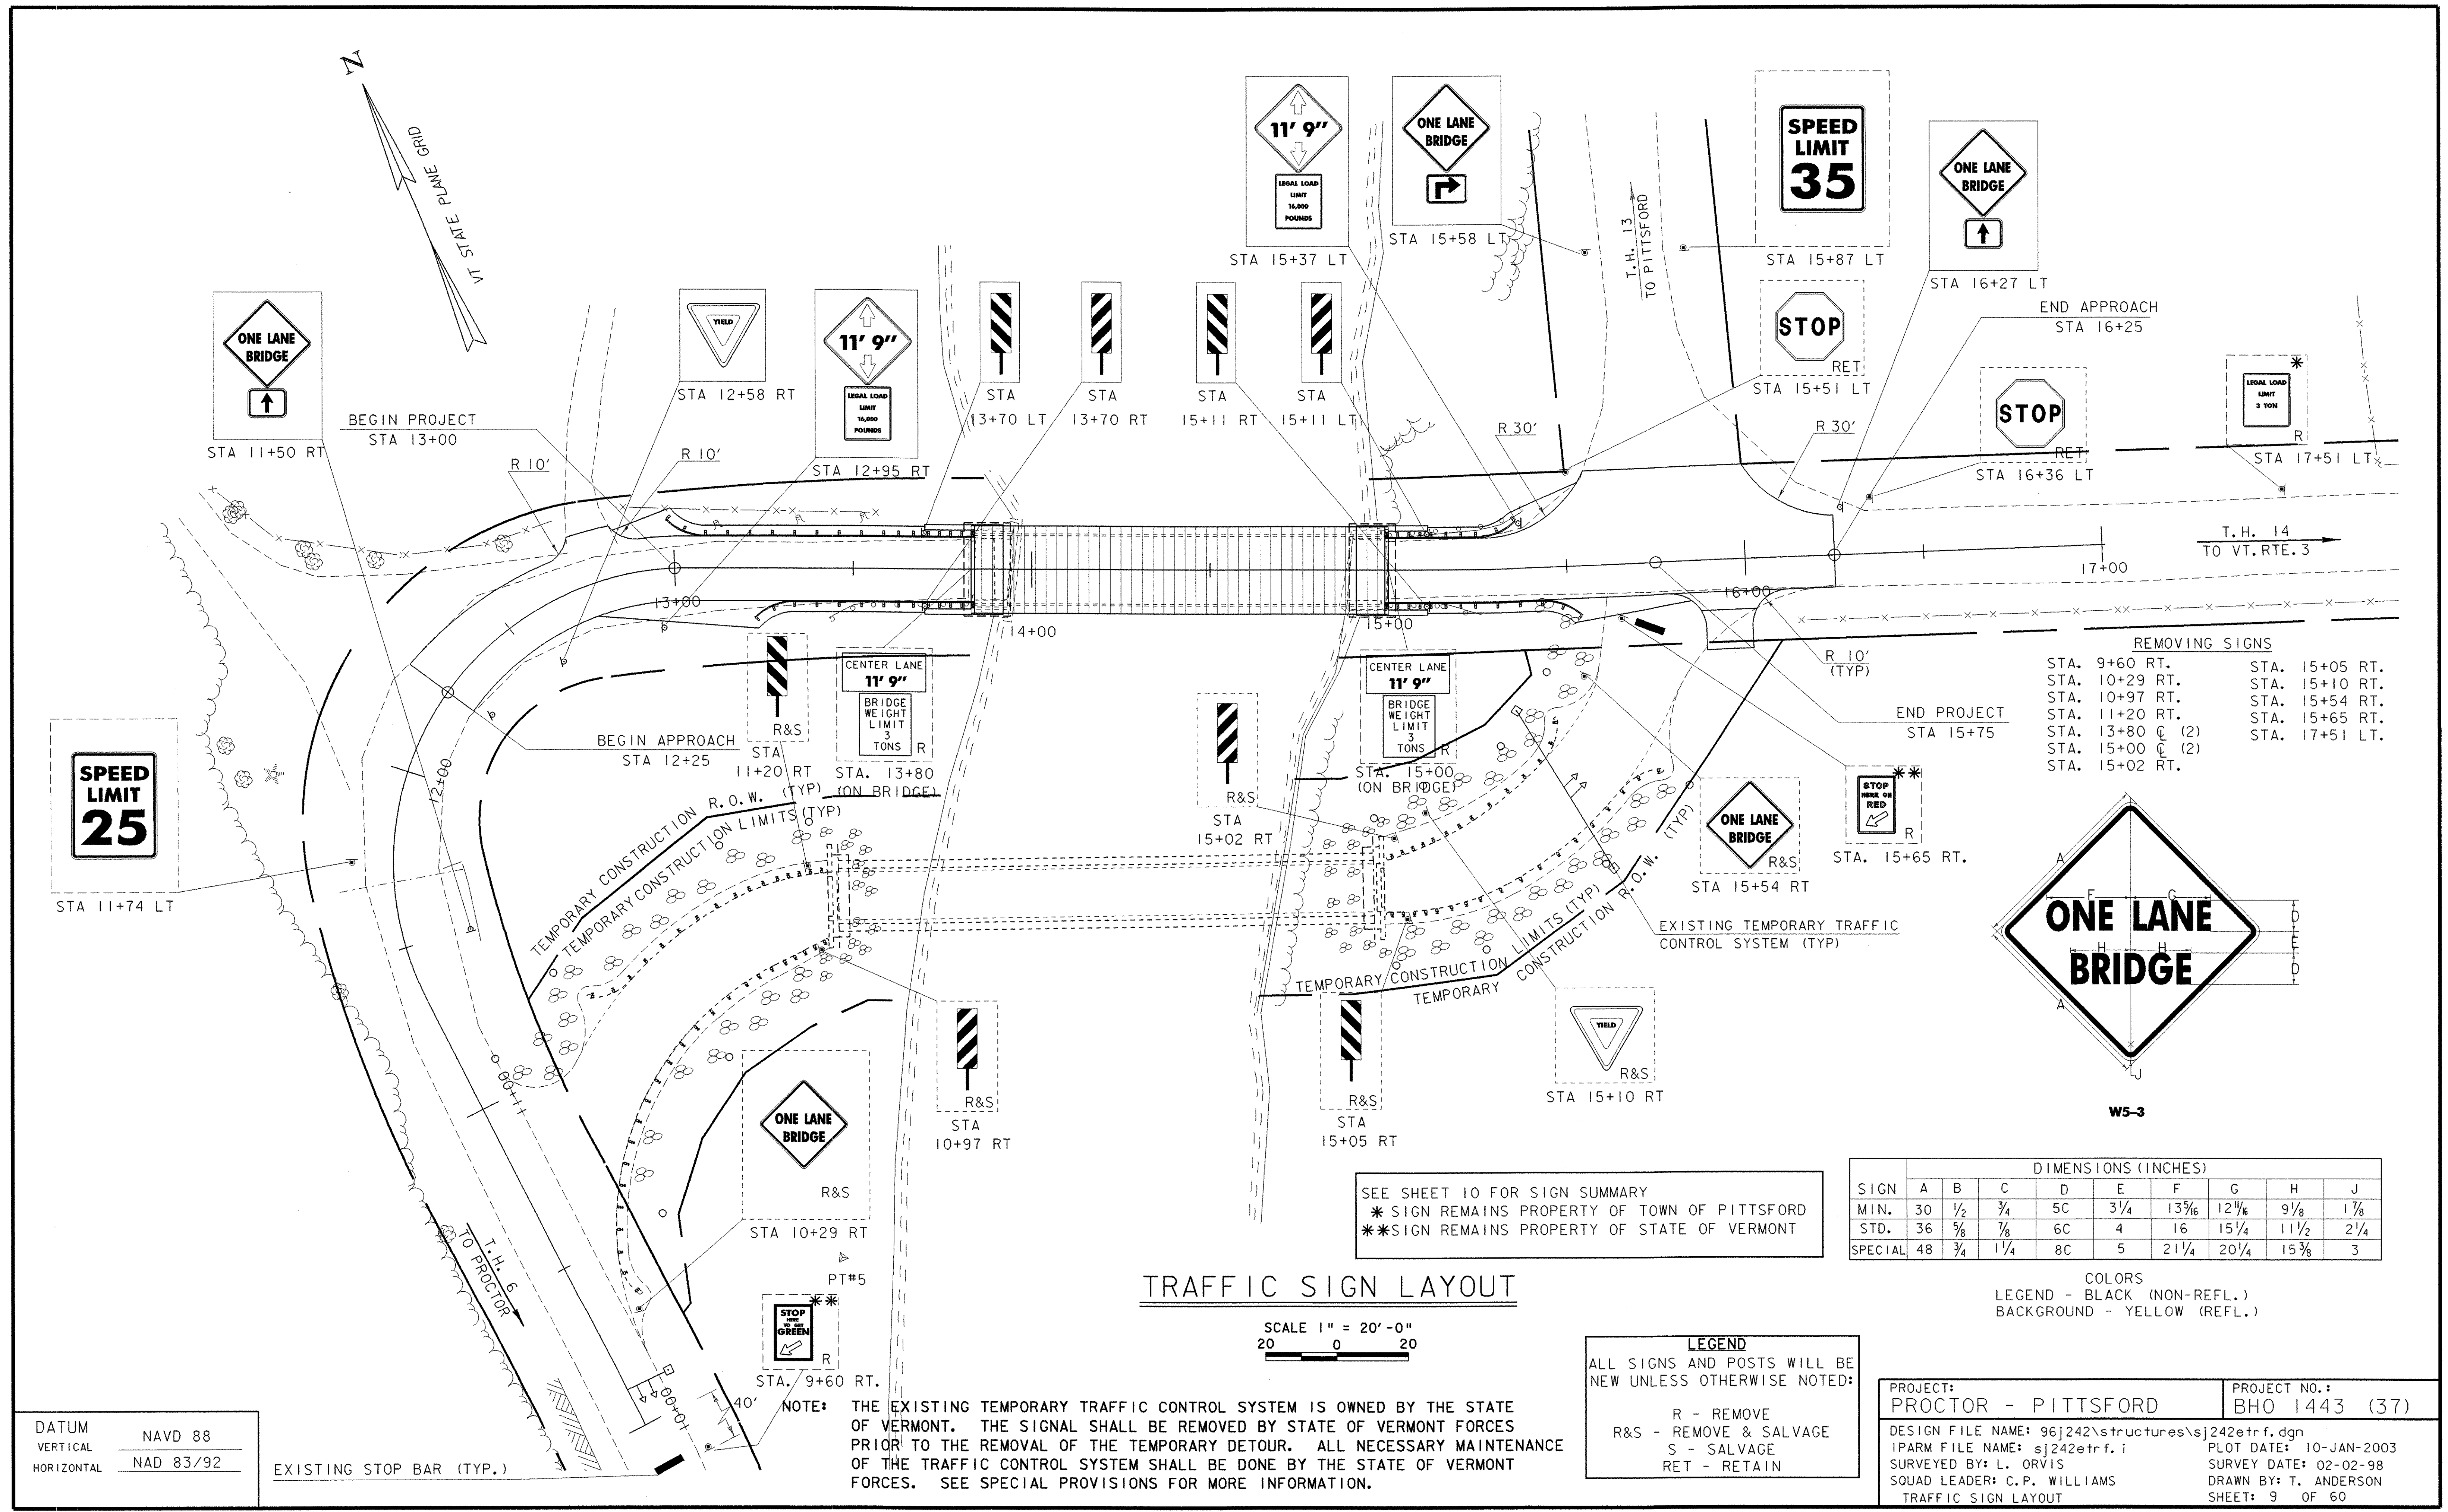 N
VT STATE PLANE GRID
ONE LANE
BRIDGE
STA 11+50 RT
BEGIN PROJECT
STA 13+00
R 10'
R 10'
YIELD
STA 12+58 RT
11' 9"
LEGAL LOAD
LIMIT
16,000
POUNDS
STA 12+95 RT
STA
13+70 LT
STA
13+70 RT
STA
15+11 RT
STA
15+11 LT
11' 9"
LEGAL LOAD
LIMIT
16,000
POUNDS
STA 15+37 LT
ONE LANE
BRIDGE
STA 15+58 LT
T.H. 13
TO PITTSFORD
SPEED
LIMIT
35
STA 15+87 LT
STOP
RET
STA 15+51 LT
ONE LANE
BRIDGE
STA 16+27 LT
END APPROACH
STA 16+25
STOP
RET
STA 16+36 LT
*
LEGAL LOAD
LIMIT
3 TON
R
STA 17+51 LT
R 30'
R 30'
T.H. 14
TO VT.RTE.3
13+00
14+00
15+00
16+00
17+00
R 10'
(TYP)
END PROJECT
STA 15+75
REMOVING SIGNS
STA. 9+60 RT.
STA. 10+29 RT.
STA. 10+97 RT.
STA. 11+20 RT.
STA. 13+80 ℄ (2)
STA. 15+00 ℄ (2)
STA. 15+02 RT.
STA. 15+05 RT.
STA. 15+10 RT.
STA. 15+54 RT.
STA. 15+65 RT.
STA. 17+51 LT.
BEGIN APPROACH
STA 12+25
12+00
R&S
STA
11+20 RT
CENTER LANE
11' 9"
BRIDGE
WEIGHT
LIMIT
3
TONS
R
STA. 13+80
(ON BRIDGE)
R&S
STA
15+02 RT
CENTER LANE
11' 9"
BRIDGE
WEIGHT
LIMIT
3
TONS
R
STA. 15+00
(ON BRIDGE)
ONE LANE
BRIDGE
R&S
STA 15+54 RT
**
STOP
HERE ON
RED
R
STA. 15+65 RT.
SPEED
LIMIT
25
STA 11+74 LT
TEMPORARY CONSTRUCTION R.O.W. (TYP)
TEMPORARY CONSTRUCTION LIMITS (TYP)
TEMPORARY CONSTRUCTION LIMITS (TYP)
TEMPORARY CONSTRUCTION R.O.W. (TYP)
EXISTING TEMPORARY TRAFFIC
CONTROL SYSTEM (TYP)
R&S
STA
10+97 RT
R&S
STA
15+05 RT
YIELD
R&S
STA 15+10 RT
11+00
ONE LANE
BRIDGE
R&S
STA 10+29 RT
PT#5
**
STOP
HERE
TO GET
GREEN
R
STA. 9+60 RT.
T.H. 6
TO PROCTOR
10+00
40'
EXISTING STOP BAR (TYP.)
A
F
G
ONE LANE
H
H
BRIDGE
D
E
D
A
J
W5-3
SEE SHEET 10 FOR SIGN SUMMARY
* SIGN REMAINS PROPERTY OF TOWN OF PITTSFORD
**SIGN REMAINS PROPERTY OF STATE OF VERMONT
DIMENSIONS (INCHES)
SIGN A B C D E F G H J
MIN. 30 1/2 3/4 5C 3 1/4 13 5/16 12 11/16 9 1/8 1 7/8
STD. 36 5/8 7/8 6C 4 16 15 1/4 11 1/2 2 1/4
SPECIAL 48 3/4 1 1/4 8C 5 21 1/4 20 1/4 15 3/8 3
COLORS
LEGEND - BLACK (NON-REFL.)
BACKGROUND - YELLOW (REFL.)
TRAFFIC SIGN LAYOUT
SCALE 1" = 20'-0"
20 0 20
NOTE: THE EXISTING TEMPORARY TRAFFIC CONTROL SYSTEM IS OWNED BY THE STATE
OF VERMONT. THE SIGNAL SHALL BE REMOVED BY STATE OF VERMONT FORCES
PRIOR TO THE REMOVAL OF THE TEMPORARY DETOUR. ALL NECESSARY MAINTENANCE
OF THE TRAFFIC CONTROL SYSTEM SHALL BE DONE BY THE STATE OF VERMONT
FORCES. SEE SPECIAL PROVISIONS FOR MORE INFORMATION.
LEGEND
ALL SIGNS AND POSTS WILL BE
NEW UNLESS OTHERWISE NOTED:
R - REMOVE
R&S - REMOVE & SALVAGE
S - SALVAGE
RET - RETAIN
DATUM
VERTICAL NAVD 88
HORIZONTAL NAD 83/92
PROJECT:
PROCTOR - PITTSFORD
PROJECT NO.:
BHO 1443 (37)
DESIGN FILE NAME: 96j242\structures\sj242etrf.dgn
IPARM FILE NAME: sj242etrf.i PLOT DATE: 10-JAN-2003
SURVEYED BY: L. ORVIS SURVEY DATE: 02-02-98
SQUAD LEADER: C.P. WILLIAMS DRAWN BY: T. ANDERSON
TRAFFIC SIGN LAYOUT SHEET: 9 OF 60